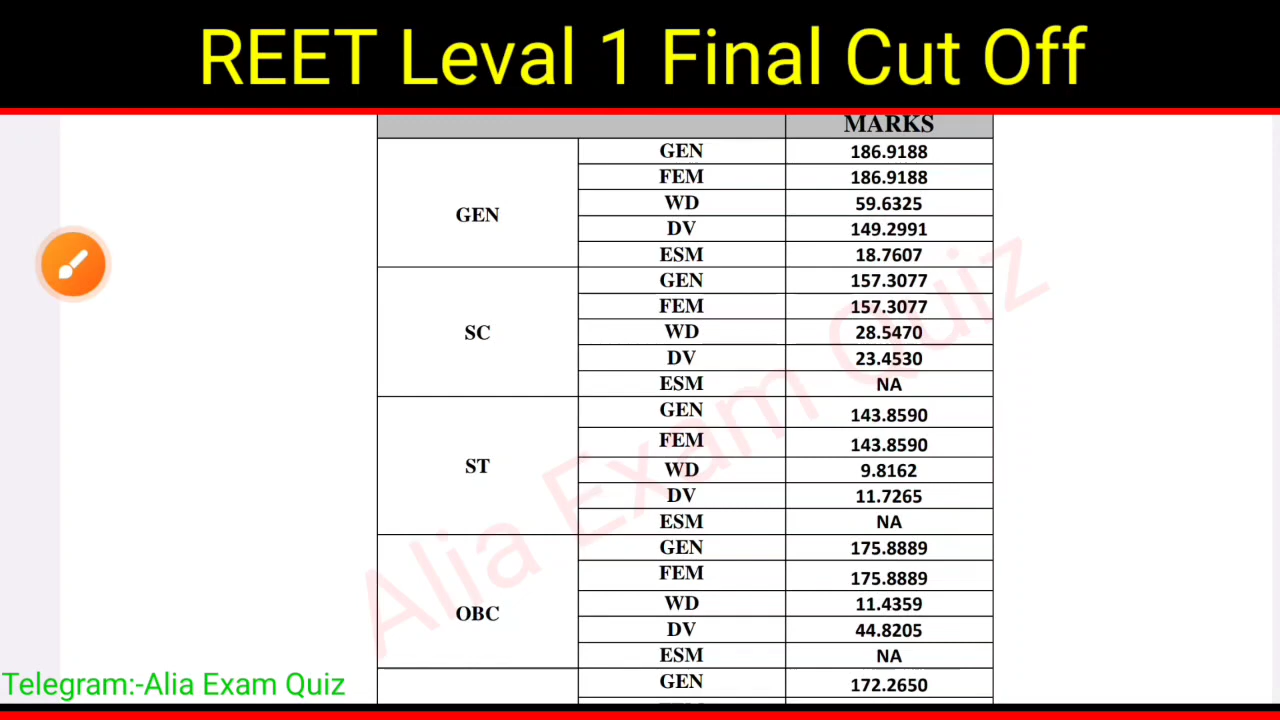 REET Leval 1 Final Cut Off
MARKS
GEN
GEN 186.9188
FEM 186.9188
WD 59.6325
DV 149.2991
ESM 18.7607
SC
GEN 157.3077
FEM 157.3077
WD 28.5470
DV 23.4530
ESM NA
ST
GEN 143.8590
FEM 143.8590
WD 9.8162
DV 11.7265
ESM NA
OBC
GEN 175.8889
FEM 175.8889
WD 11.4359
DV 44.8205
ESM NA
GEN 172.2650
Alia Exam Quiz
Telegram:-Alia Exam Quiz